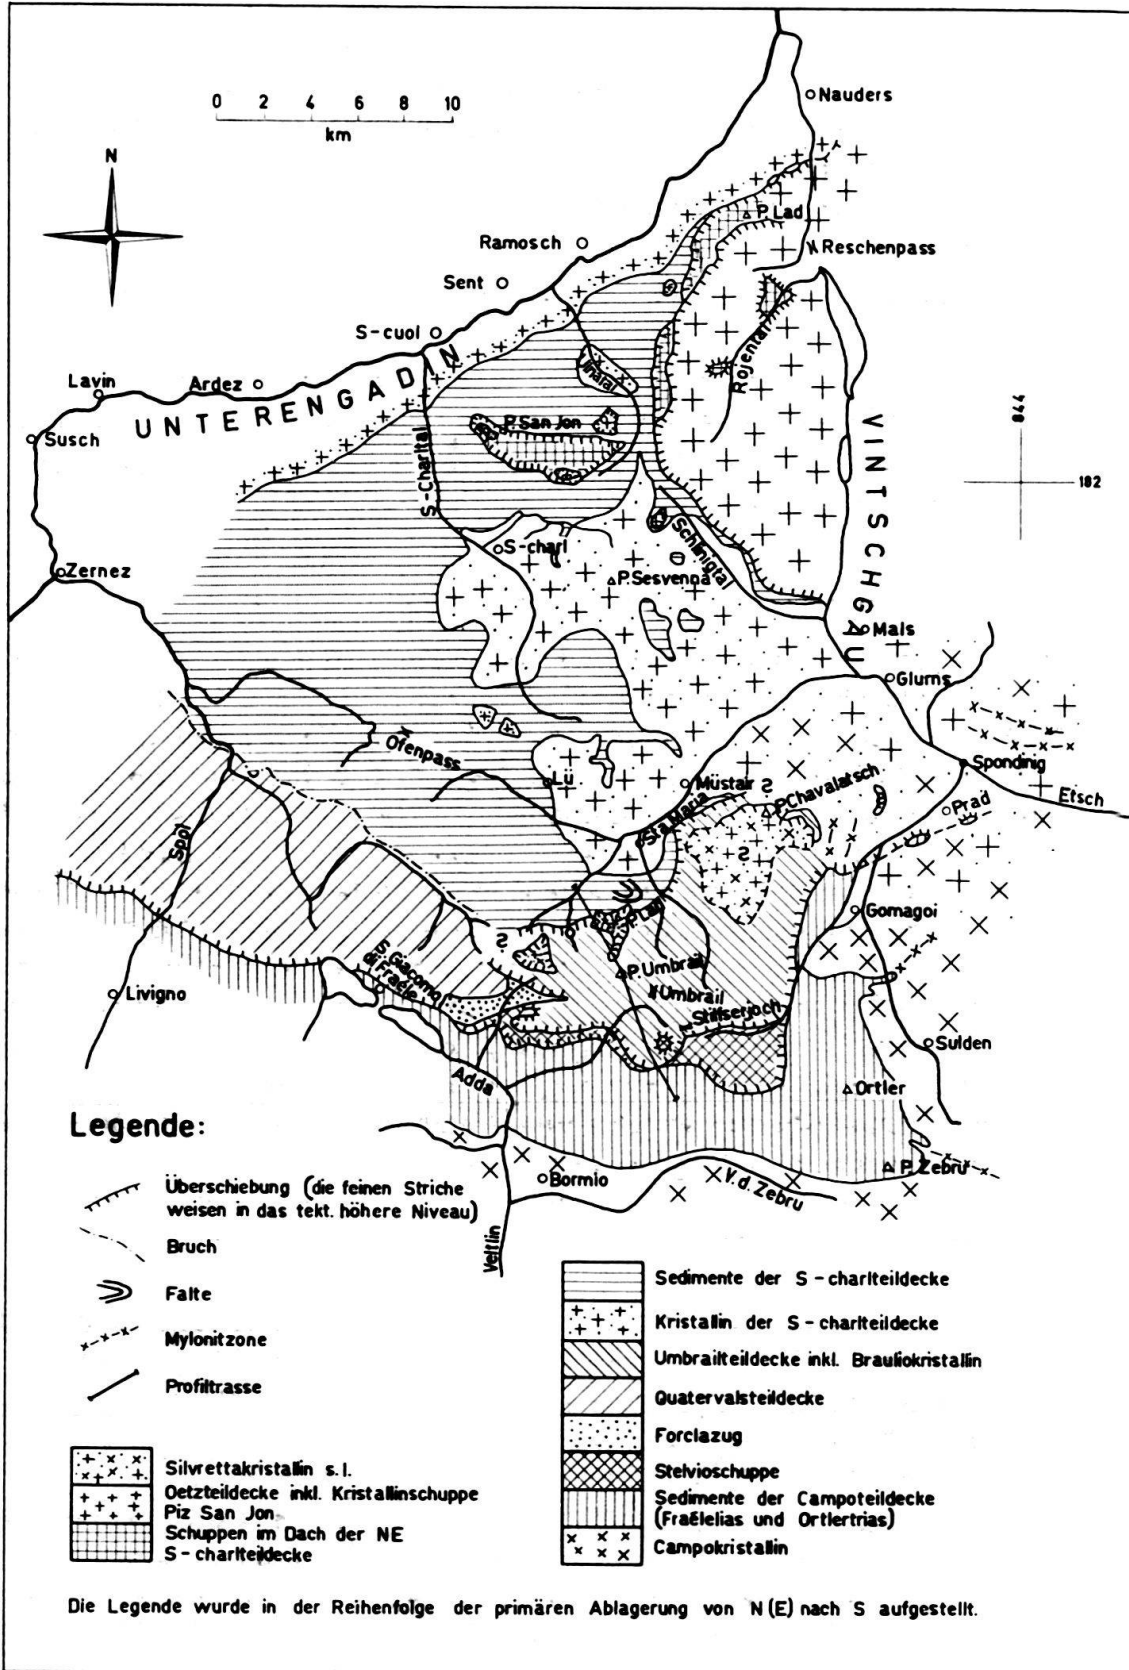 Nauders
0 2 4 6 8 10
km
N
P. Lad
Ramosch
Reschenpass
Sent
S-cuol
Rojental
Lavin
Ardez
UNTERENGADIN
Uinatal
P. San Jon
Susch
S-Charltal
VINTSCHGAU
844
182
S-charl
Schlinigtal
P. Sesvenna
Zernez
Mals
Glurns
Ofenpass
Spondinig
Lü
Müstair
S
P. Chavalatsch
Etsch
Prad
Sta. Maria
Spöl
S
Gomagoi
P. Lad
S.
S. Giacomo
di Fraéle
P. Umbrail
Umbrail
Livigno
Stilfserjoch
Sulden
Adda
Ortler
Legende:
P. Zebru
Bormio
V. d. Zebru
Veltlin
Überschiebung (die feinen Striche
weisen in das tekt. höhere Niveau)
Bruch
Falte
Mylonitzone
Profiltrasse
Silvrettakristallin s. l.
Oetzteildecke inkl. Kristallinschuppe
Piz San Jon
Schuppen im Dach der NE
S-charlteildecke
Sedimente der S-charlteildecke
Kristallin der S-charlteildecke
Umbrailteildecke inkl. Brauliokristallin
Quatervalsteildecke
Forclazug
Stelvioschuppe
Sedimente der Campoteildecke
(Fraélelias und Ortlertrias)
Campokristallin
Die Legende wurde in der Reihenfolge der primären Ablagerung von N(E) nach S aufgestellt.